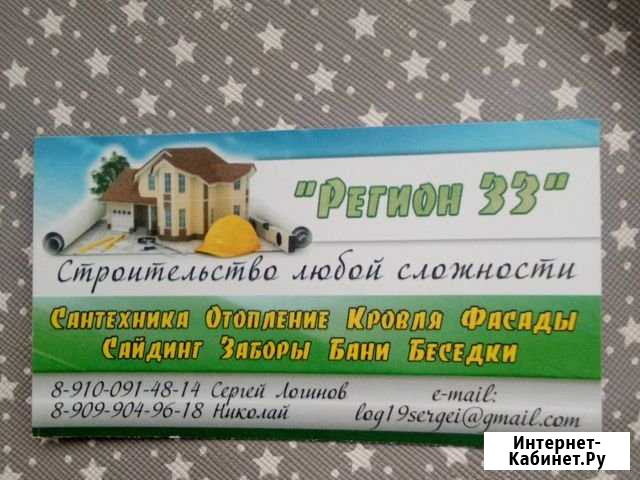 "Регион 33"
Строительство любой сложности
Сантехника Отопление Кровля Фасады
Сайдинг Заборы Бани Беседки
8-910-091-48-14 Сергей Логинов
8-909-904-96-18 Николай
e-mail:
log19sergei@gmail.com
Интернет-
Кабинет.Ру